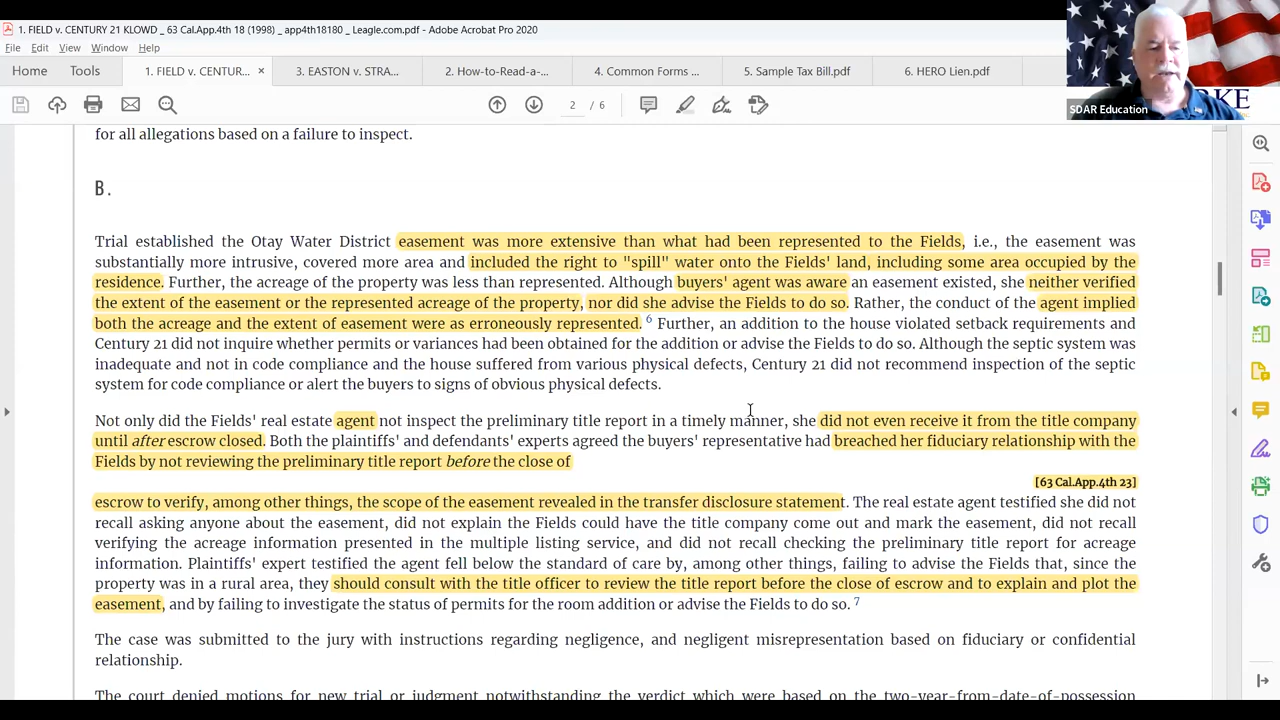 1. FIELD v. CENTURY 21 KLOWD _ 63 Cal.App.4th 18 (1998) _ app4th18180 _ Leagle.com.pdf - Adobe Acrobat Pro 2020
File Edit View Window Help
Home Tools 1. FIELD v. CENTUR... × 3. EASTON v. STRA... 2. How-to-Read-a-... 4. Common Forms ... 5. Sample Tax Bill.pdf 6. HERO Lien.pdf
SDAR Education
2 / 6
for all allegations based on a failure to inspect.
B.
Trial established the Otay Water District easement was more extensive than what had been represented to the Fields, i.e., the easement was
substantially more intrusive, covered more area and included the right to "spill" water onto the Fields' land, including some area occupied by the
residence. Further, the acreage of the property was less than represented. Although buyers' agent was aware an easement existed, she neither verified
the extent of the easement or the represented acreage of the property, nor did she advise the Fields to do so. Rather, the conduct of the agent implied
both the acreage and the extent of easement were as erroneously represented. 6 Further, an addition to the house violated setback requirements and
Century 21 did not inquire whether permits or variances had been obtained for the addition or advise the Fields to do so. Although the septic system was
inadequate and not in code compliance and the house suffered from various physical defects, Century 21 did not recommend inspection of the septic
system for code compliance or alert the buyers to signs of obvious physical defects.
Not only did the Fields' real estate agent not inspect the preliminary title report in a timely manner, she did not even receive it from the title company
until after escrow closed. Both the plaintiffs' and defendants' experts agreed the buyers' representative had breached her fiduciary relationship with the
Fields by not reviewing the preliminary title report before the close of
[63 Cal.App.4th 23]
escrow to verify, among other things, the scope of the easement revealed in the transfer disclosure statement. The real estate agent testified she did not
recall asking anyone about the easement, did not explain the Fields could have the title company come out and mark the easement, did not recall
verifying the acreage information presented in the multiple listing service, and did not recall checking the preliminary title report for acreage
information. Plaintiffs' expert testified the agent fell below the standard of care by, among other things, failing to advise the Fields that, since the
property was in a rural area, they should consult with the title officer to review the title report before the close of escrow and to explain and plot the
easement, and by failing to investigate the status of permits for the room addition or advise the Fields to do so. 7
The case was submitted to the jury with instructions regarding negligence, and negligent misrepresentation based on fiduciary or confidential
relationship.
The court denied motions for new trial or judgment notwithstanding the verdict which were based on the two-year-from-date-of-possession